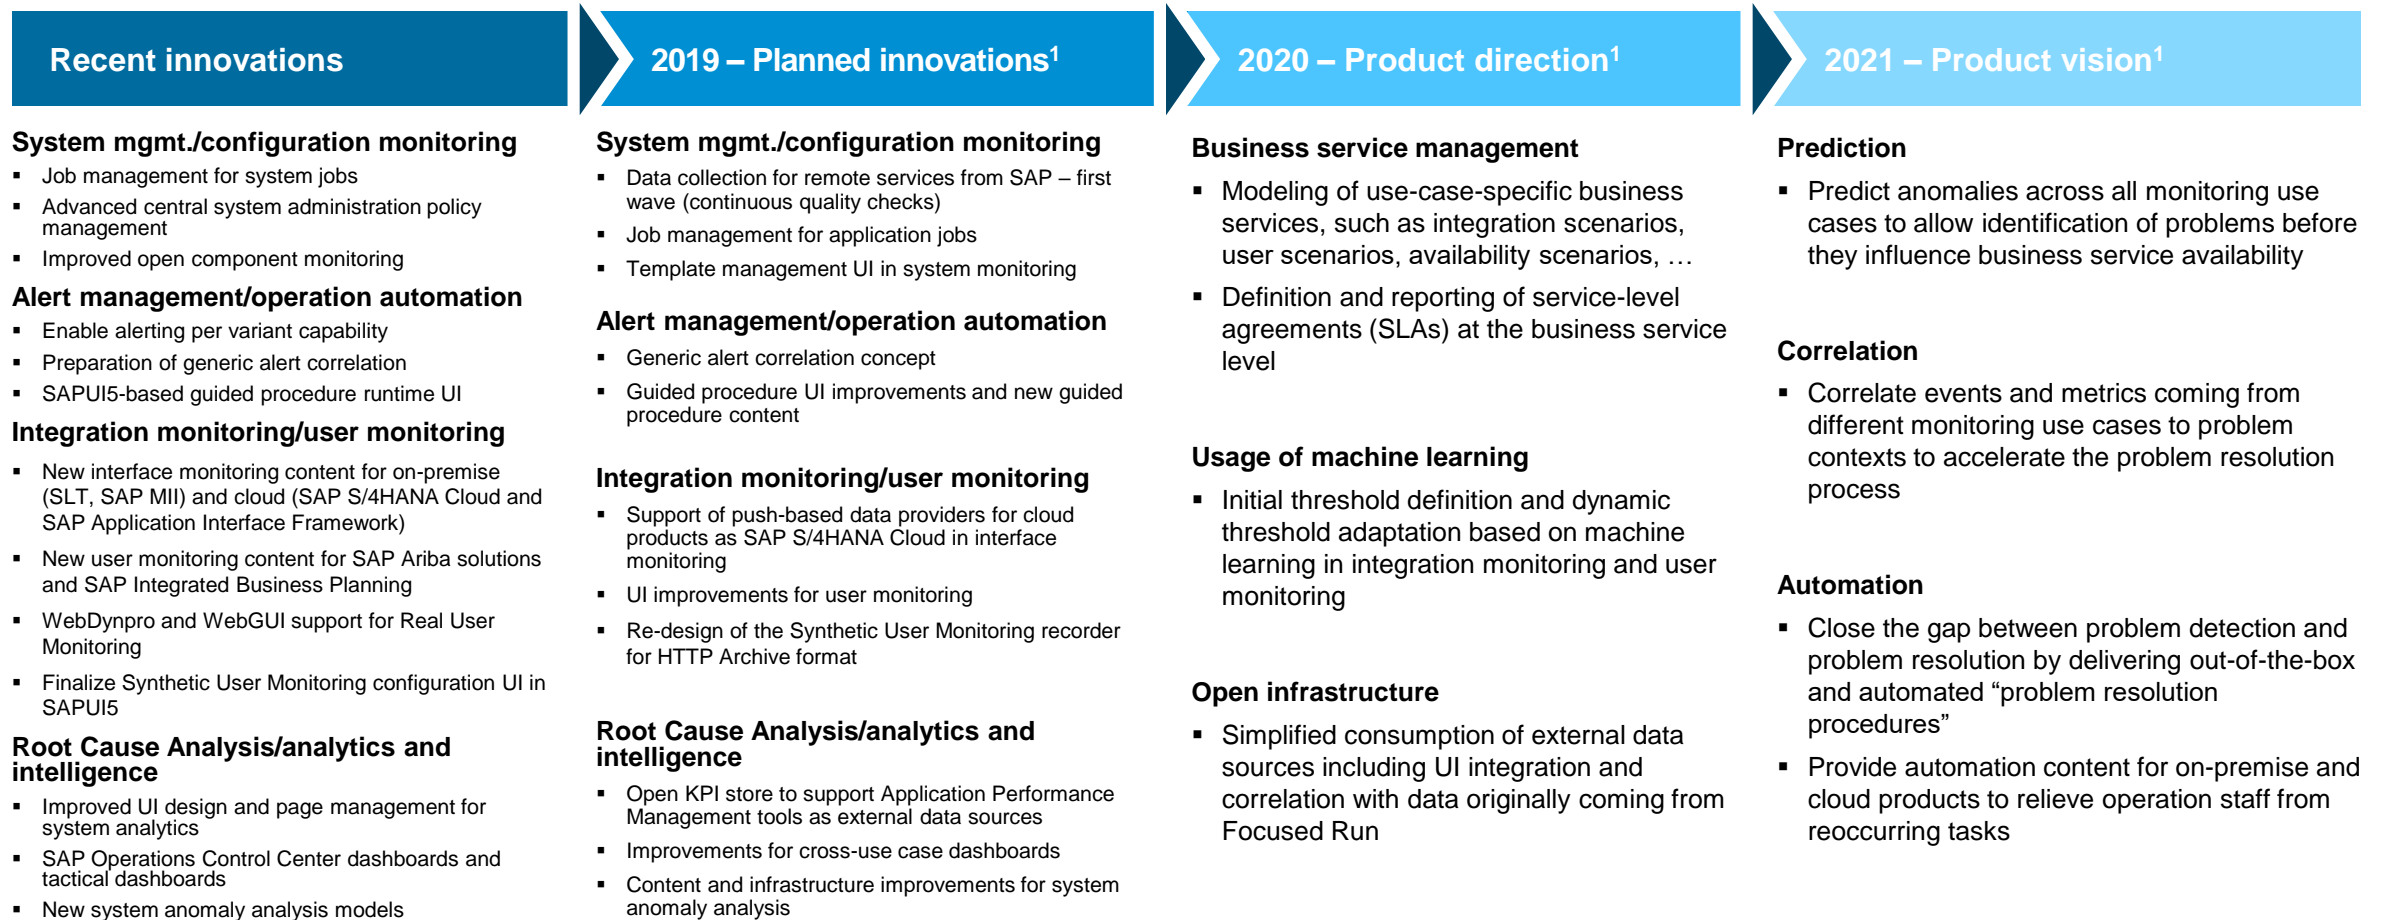 Recent innovations
System mgmt./configuration monitoring
▪ Job management for system jobs
▪ Advanced central system administration policy
management
▪ Improved open component monitoring
Alert management/operation automation
▪ Enable alerting per variant capability
▪ Preparation of generic alert correlation
▪ SAPUI5-based guided procedure runtime UI
Integration monitoring/user monitoring
▪ New interface monitoring content for on-premise
(SLT, SAP MII) and cloud (SAP S/4HANA Cloud and
SAP Application Interface Framework)
▪ New user monitoring content for SAP Ariba solutions
and SAP Integrated Business Planning
▪ WebDynpro and WebGUI support for Real User
Monitoring
▪ Finalize Synthetic User Monitoring configuration UI in
SAPUI5
Root Cause Analysis/analytics and
intelligence
▪ Improved UI design and page management for
system analytics
▪ SAP Operations Control Center dashboards and
tactical dashboards
▪ New system anomaly analysis models
2019 – Planned innovations¹
System mgmt./configuration monitoring
▪ Data collection for remote services from SAP – first
wave (continuous quality checks)
▪ Job management for application jobs
▪ Template management UI in system monitoring
Alert management/operation automation
▪ Generic alert correlation concept
▪ Guided procedure UI improvements and new guided
procedure content
Integration monitoring/user monitoring
▪ Support of push-based data providers for cloud
products as SAP S/4HANA Cloud in interface
monitoring
▪ UI improvements for user monitoring
▪ Re-design of the Synthetic User Monitoring recorder
for HTTP Archive format
Root Cause Analysis/analytics and
intelligence
▪ Open KPI store to support Application Performance
Management tools as external data sources
▪ Improvements for cross-use case dashboards
▪ Content and infrastructure improvements for system
anomaly analysis
2020 – Product direction¹
Business service management
▪ Modeling of use-case-specific business
services, such as integration scenarios,
user scenarios, availability scenarios, …
▪ Definition and reporting of service-level
agreements (SLAs) at the business service
level
Usage of machine learning
▪ Initial threshold definition and dynamic
threshold adaptation based on machine
learning in integration monitoring and user
monitoring
Open infrastructure
▪ Simplified consumption of external data
sources including UI integration and
correlation with data originally coming from
Focused Run
2021 – Product vision¹
Prediction
▪ Predict anomalies across all monitoring use
cases to allow identification of problems before
they influence business service availability
Correlation
▪ Correlate events and metrics coming from
different monitoring use cases to problem
contexts to accelerate the problem resolution
process
Automation
▪ Close the gap between problem detection and
problem resolution by delivering out-of-the-box
and automated “problem resolution
procedures”
▪ Provide automation content for on-premise and
cloud products to relieve operation staff from
reoccurring tasks